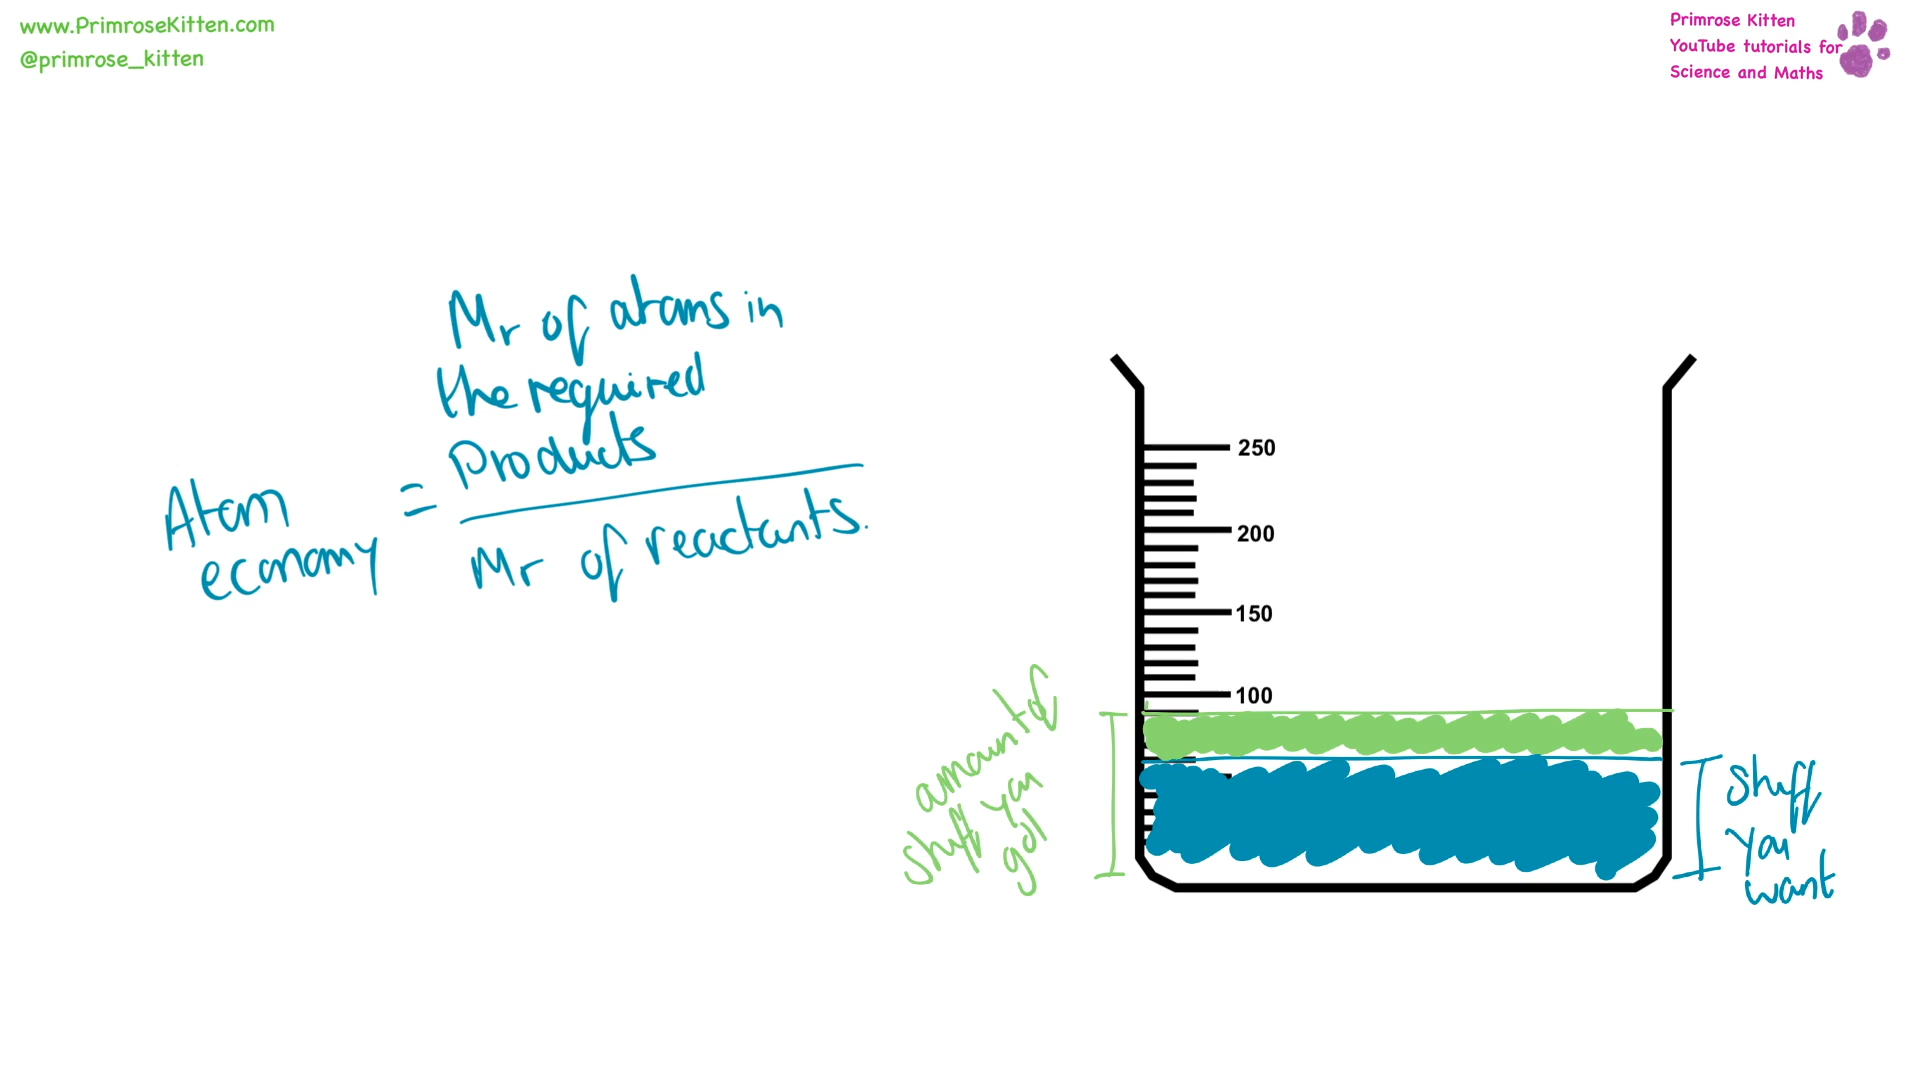 www.PrimroseKitten.com
@primrose_kitten
Primrose Kitten
YouTube tutorials for
Science and Maths
Mr of atoms in
the required
Products
Atom
economy
=
Mr of reactants.
250
200
150
100
amount of
stuff you
got
stuff
you
want